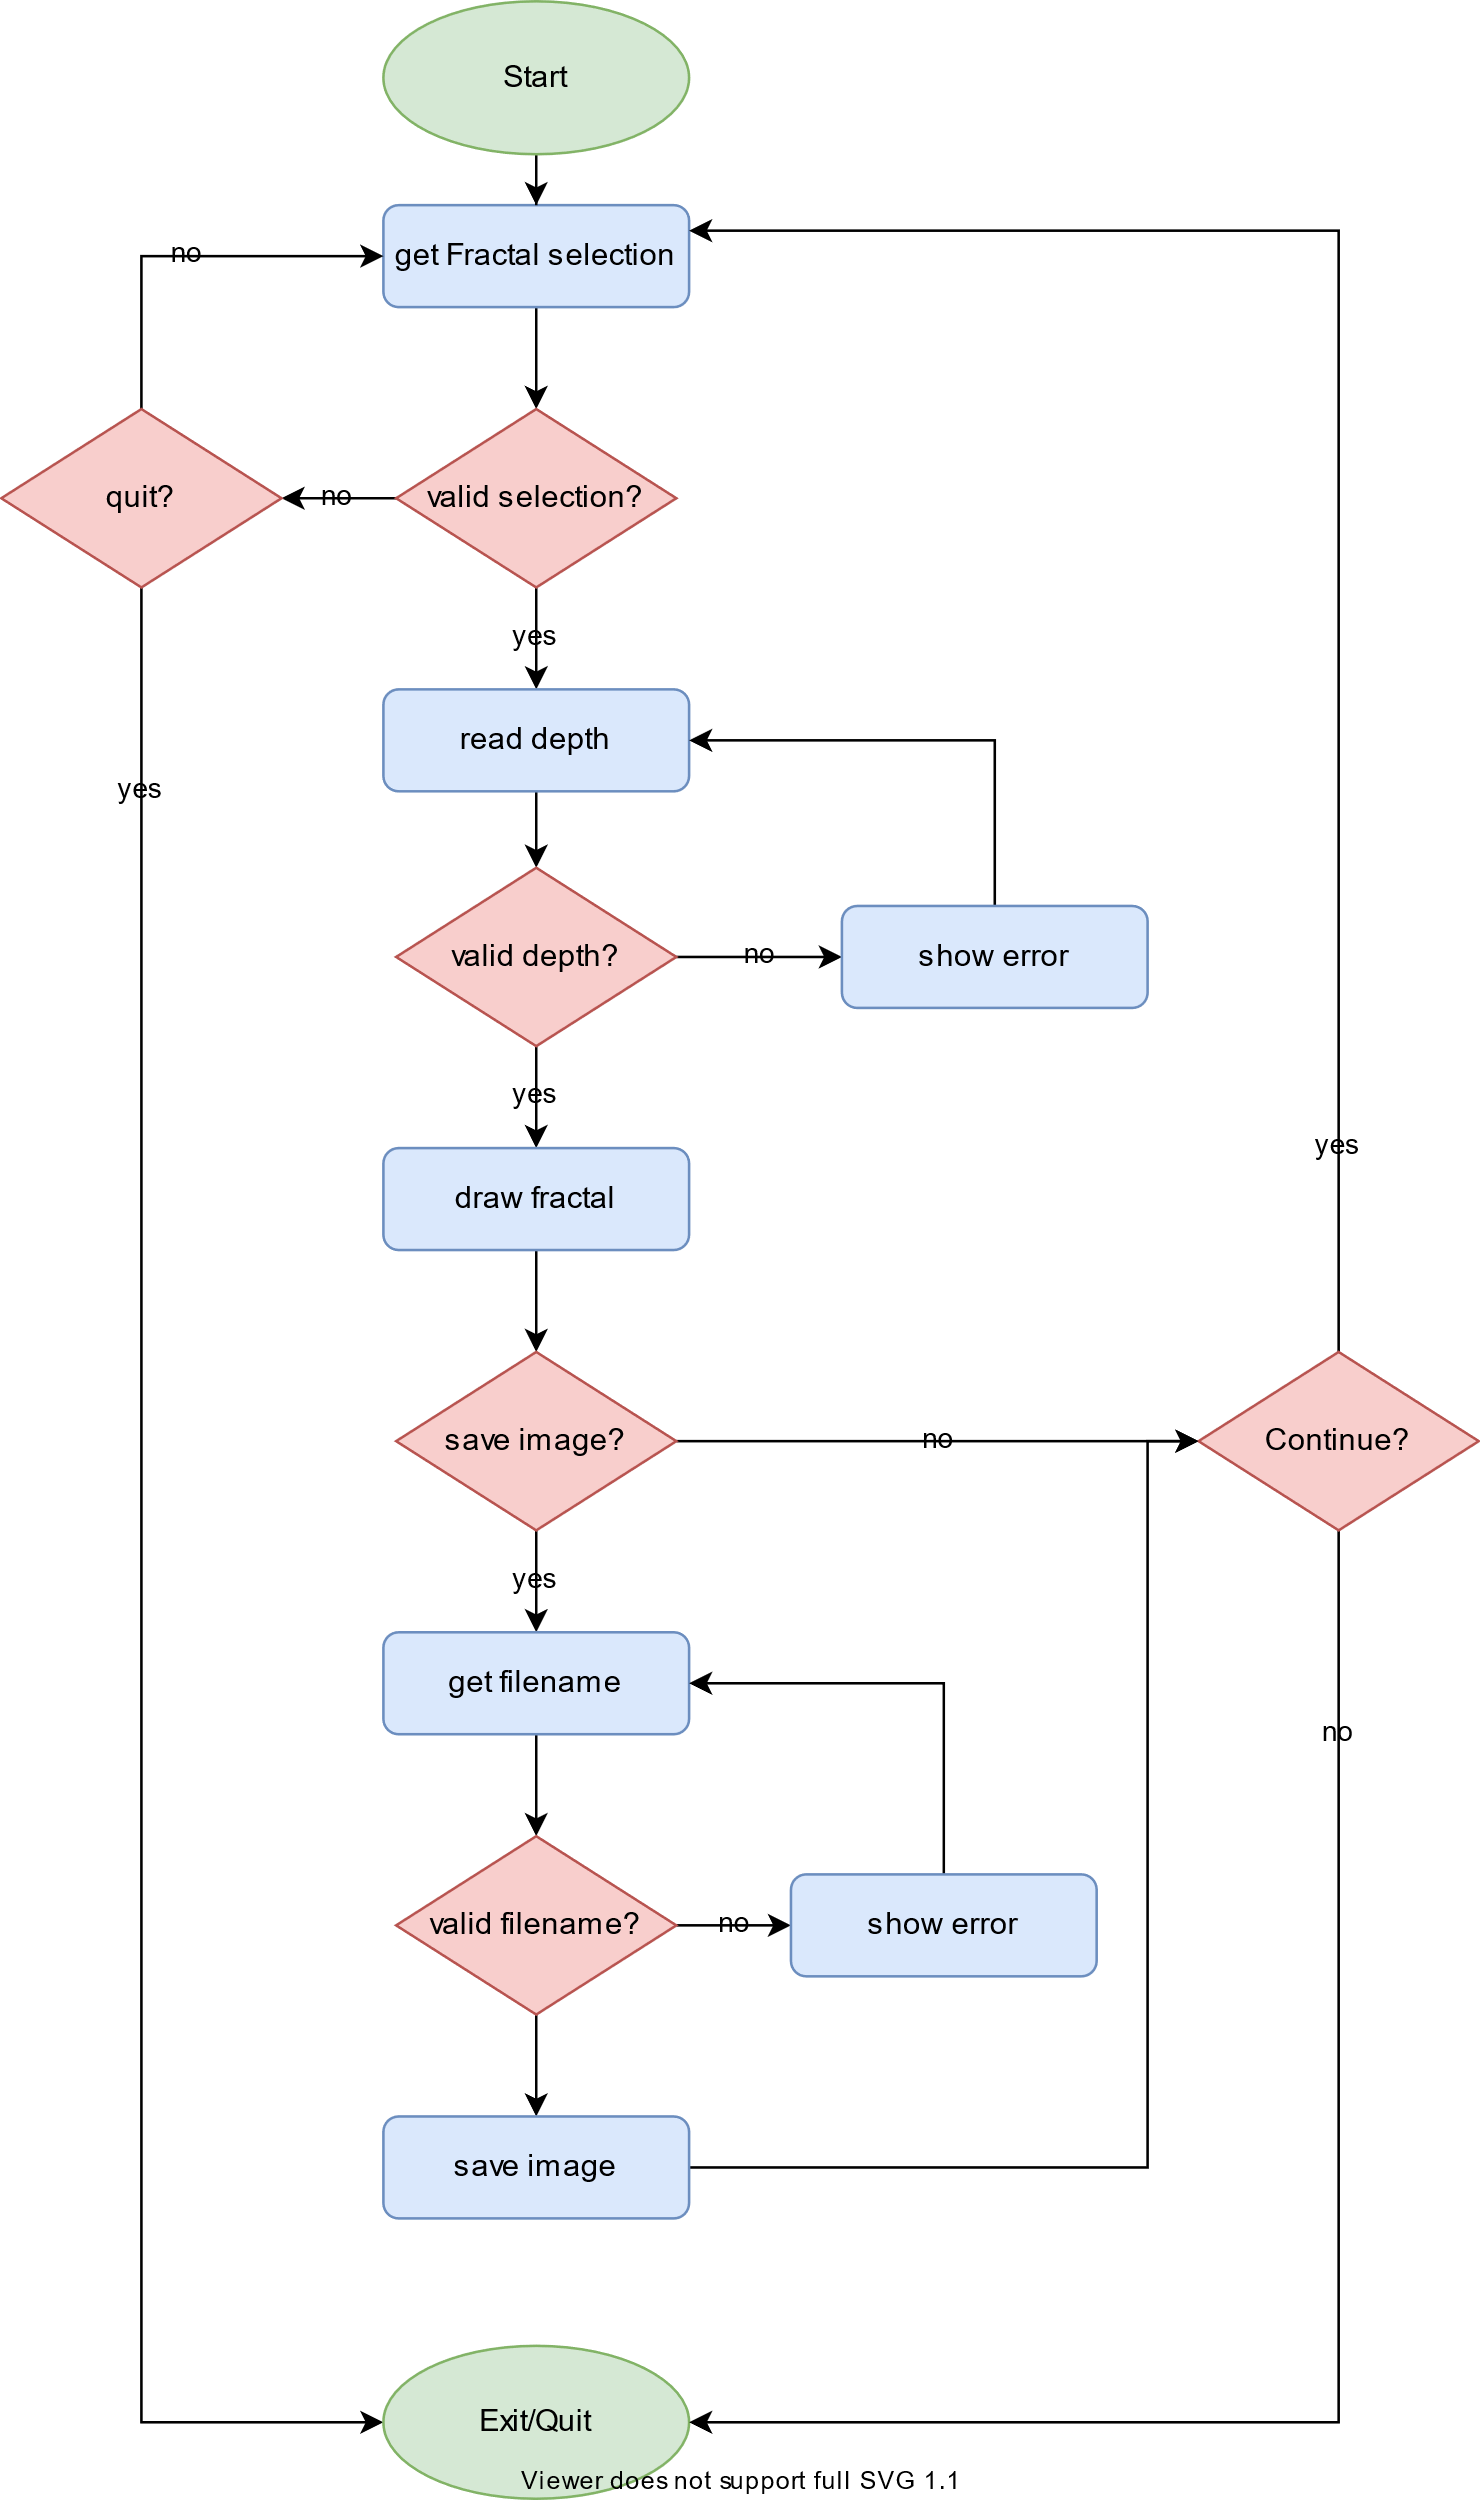 Start
get Fractal selection
no
quit?
no
valid selection?
yes
read depth
yes
valid depth?
no
show error
yes
draw fractal
yes
save image?
no
Continue?
yes
get filename
no
valid filename?
no
show error
save image
Exit/Quit
Viewer does not support full SVG 1.1